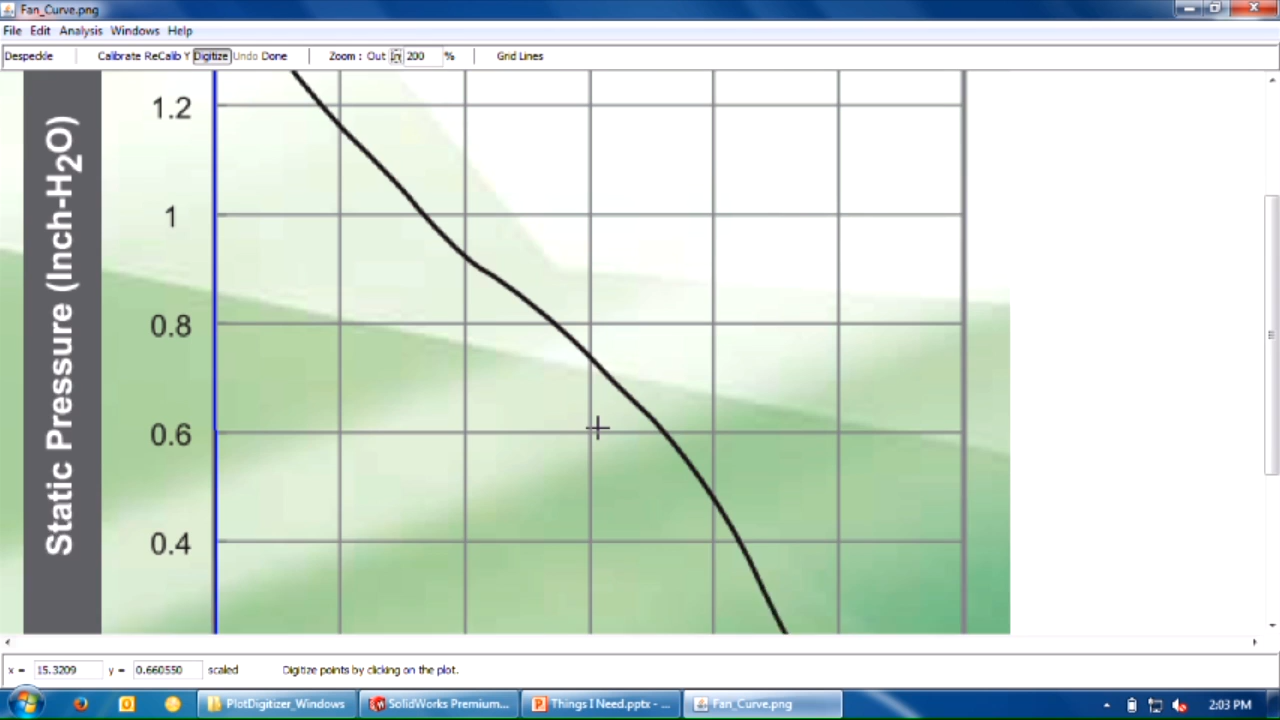 Fan_Curve.png
File Edit Analysis Windows Help
Despeckle Calibrate ReCalib Y Digitize Undo Done Zoom : Out In 200 % Grid Lines
Static Pressure (Inch-H2O)
1.2
1
0.8
0.6
0.4
x = 15.3209 y = 0.660550 scaled Digitize points by clicking on the plot.
PlotDigitizer_Windows SolidWorks Premium... Things I Need.pptx - ... Fan_Curve.png 2:03 PM